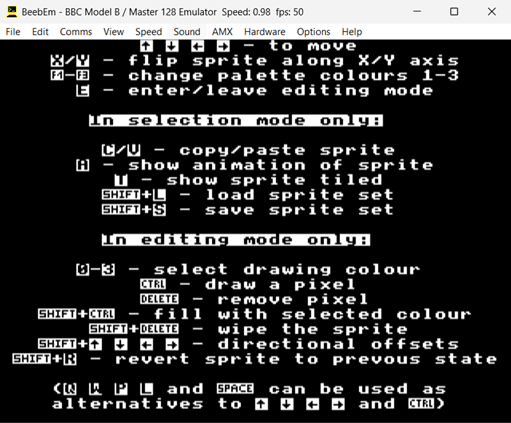 BeebEm - BBC Model B / Master 128 Emulator Speed: 0.98 fps: 50
File Edit Comms View Speed Sound AMX Hardware Options Help
↑ ↓ ← → - to move
X/Y - flip sprite along X/Y axis
f1-f3 - change palette colours 1-3
E - enter/leave editing mode
In selection mode only:
C/V - copy/paste sprite
A - show animation of sprite
T - show sprite tiled
SHIFT+L - load sprite set
SHIFT+S - save sprite set
In editing mode only:
0-3 - select drawing colour
CTRL - draw a pixel
DELETE - remove pixel
SHIFT+CTRL - fill with selected colour
SHIFT+DELETE - wipe the sprite
SHIFT+↑ ↓ ← → - directional offsets
SHIFT+R - revert sprite to prevous state
(Q W P L and SPACE can be used as
alternatives to ↑ ↓ ← → and CTRL)